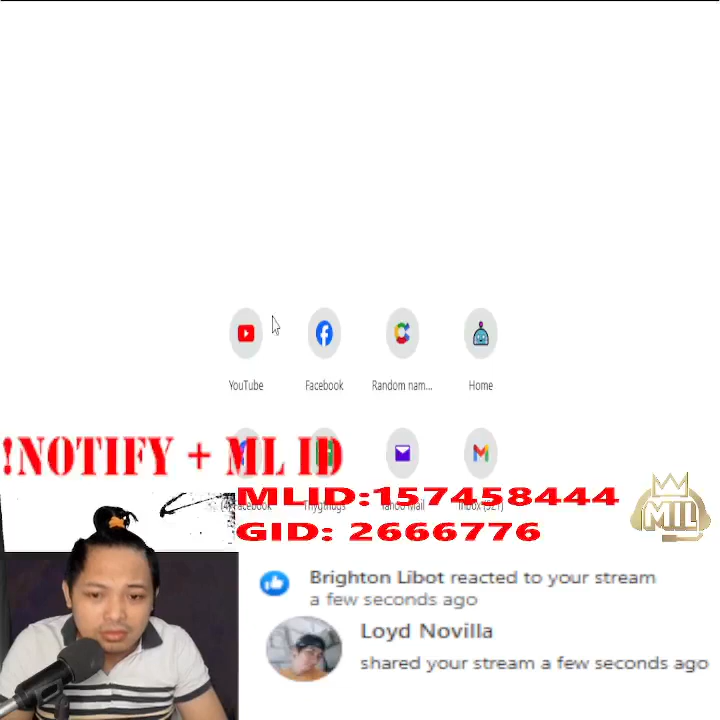 YouTube
Facebook
Random nam...
Home
!NOTIFY + ML ID
MLID:157458444
GID: 2666776
MIL
Brighton Libot reacted to your stream
a few seconds ago
Loyd Novilla
shared your stream a few seconds ago